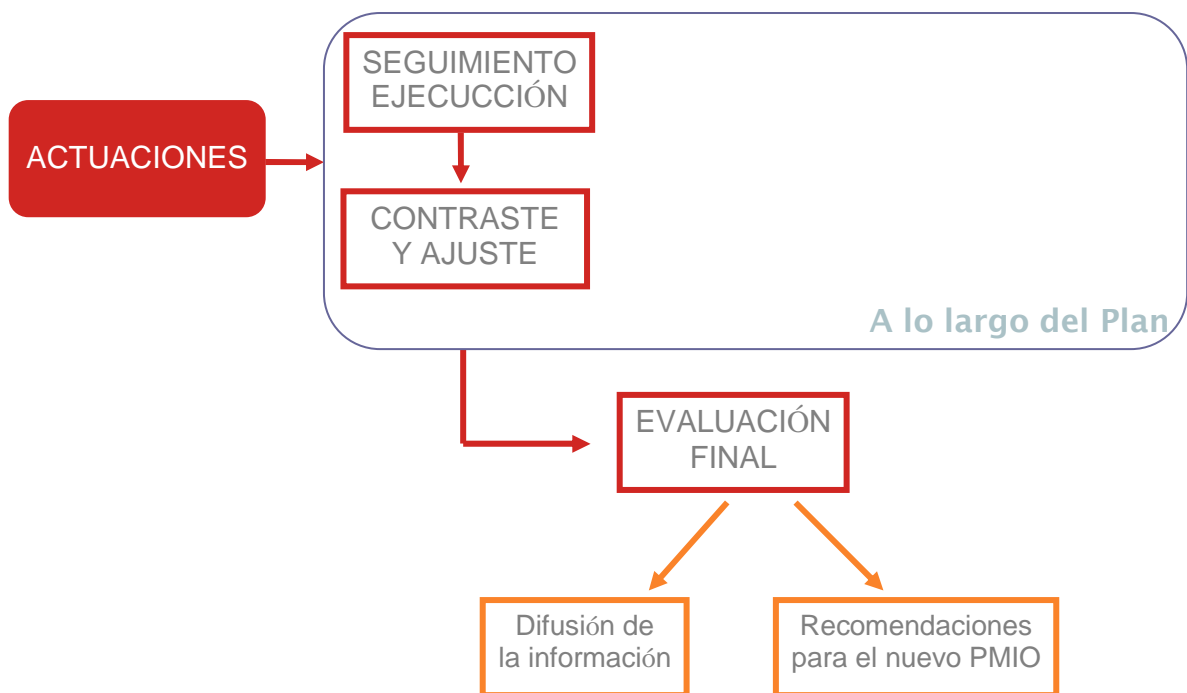 SEGUIMIENTO
EJECUCCIÓN
ACTUACIONES
CONTRASTE
Y AJUSTE
A lo largo del Plan
EVALUACIÓN
FINAL
Difusión de
la información
Recomendaciones
para el nuevo PMIO